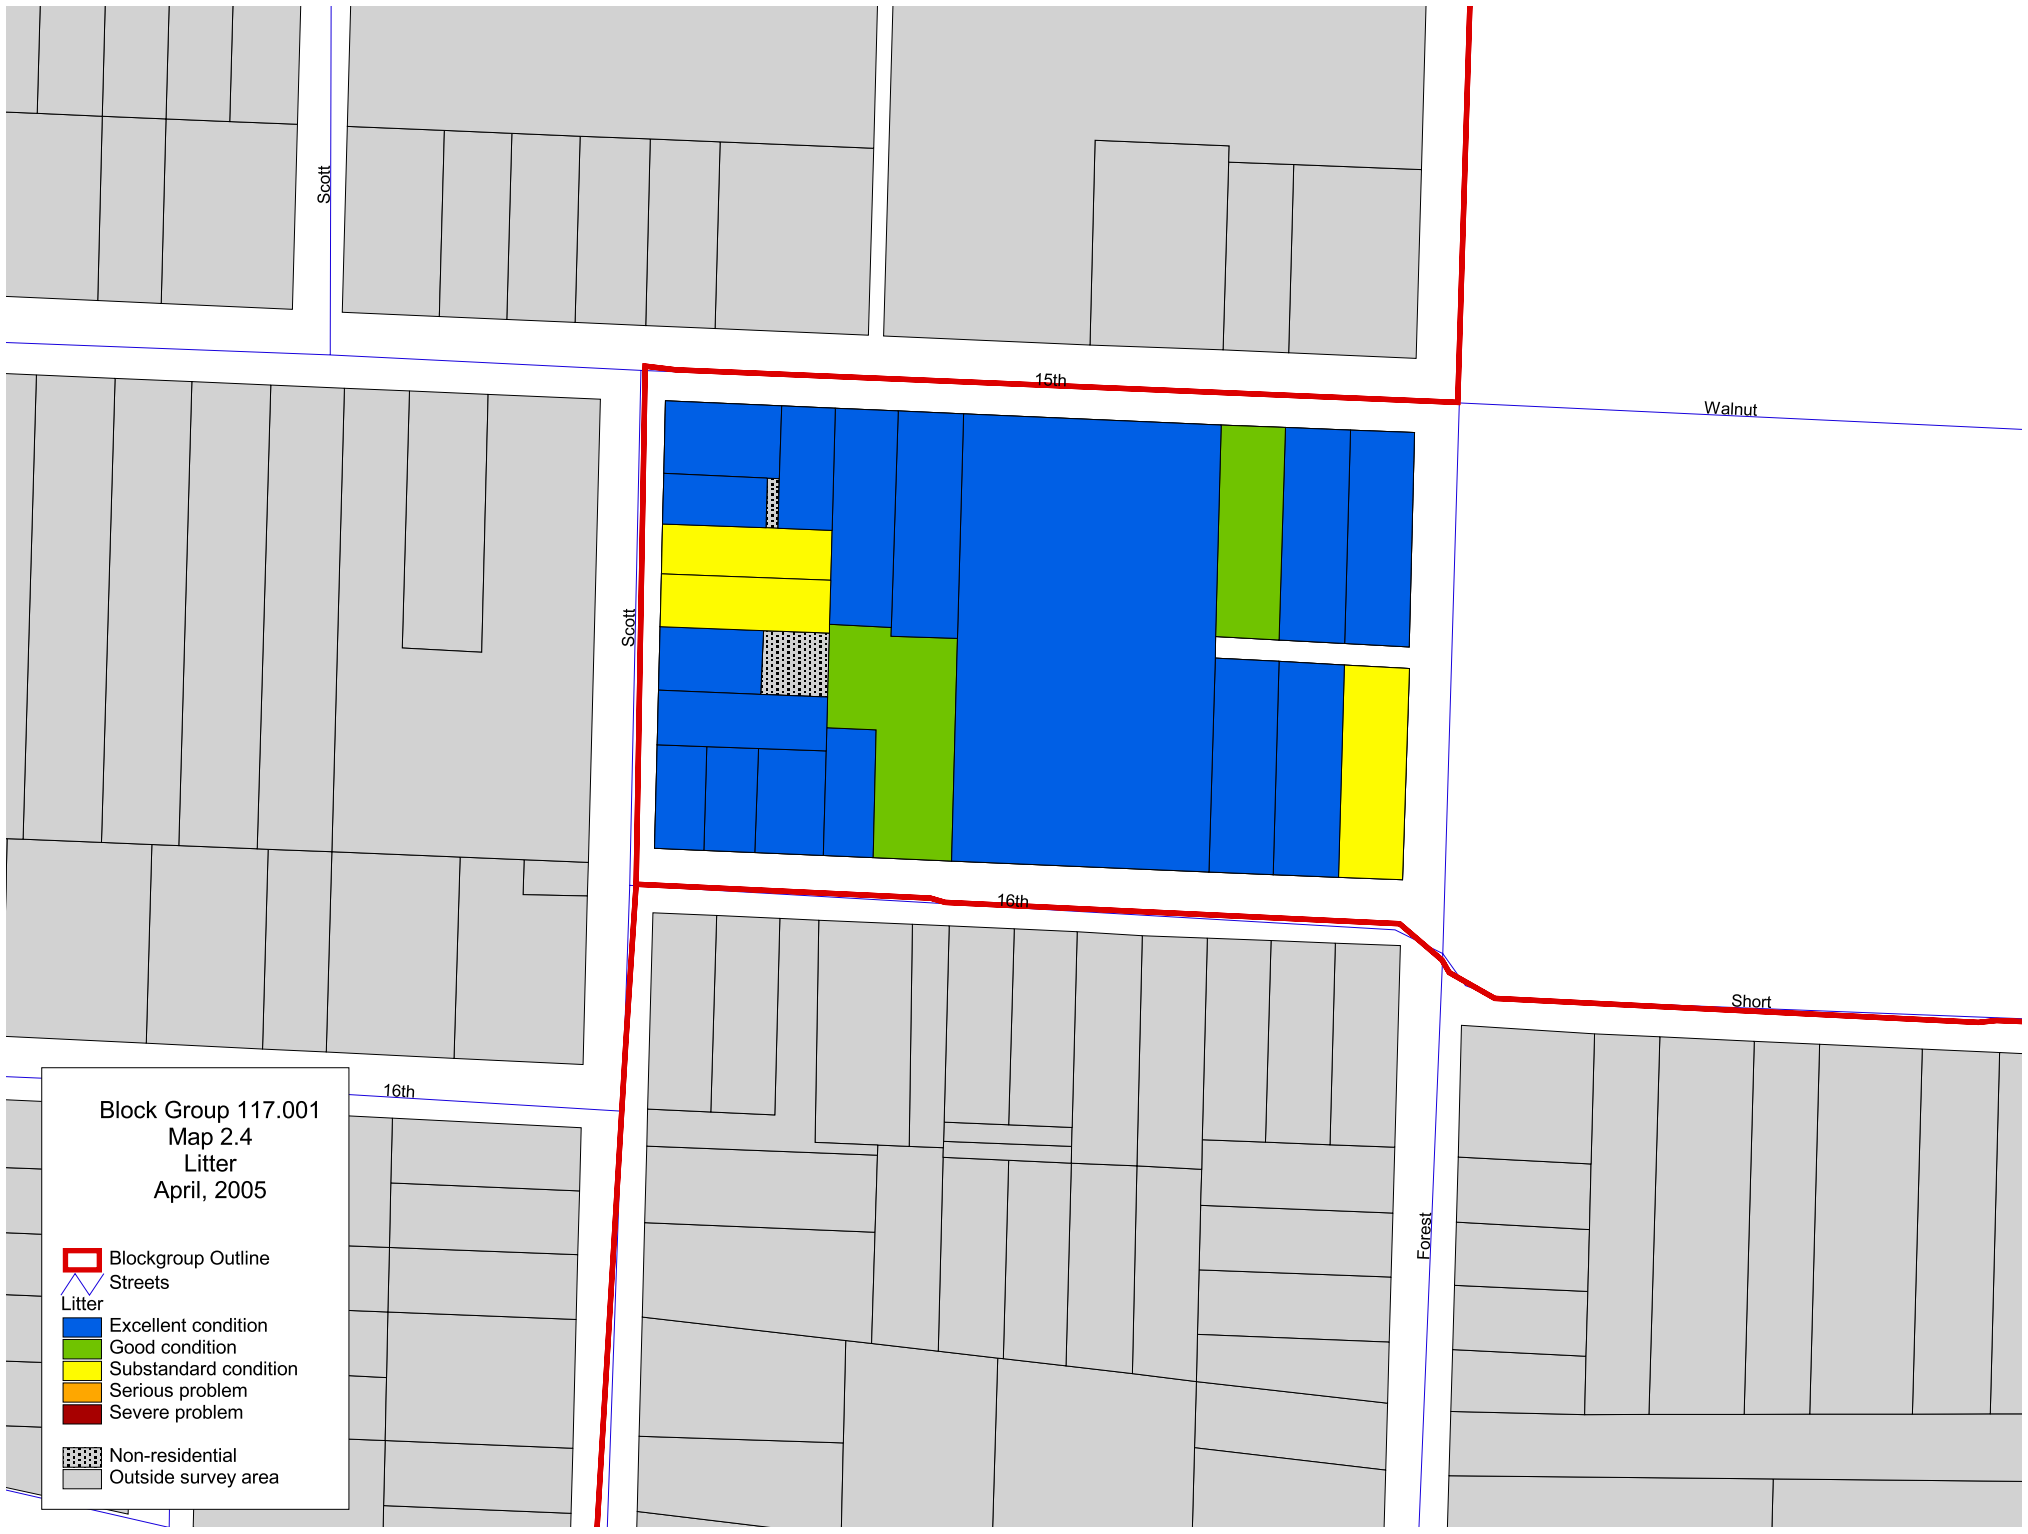 Scott
15th
Walnut
Scott
16th
Short
16th
Forest
Block Group 117.001
Map 2.4
Litter
April, 2005
Blockgroup Outline
Streets
Litter
Excellent condition
Good condition
Substandard condition
Serious problem
Severe problem
Non-residential
Outside survey area